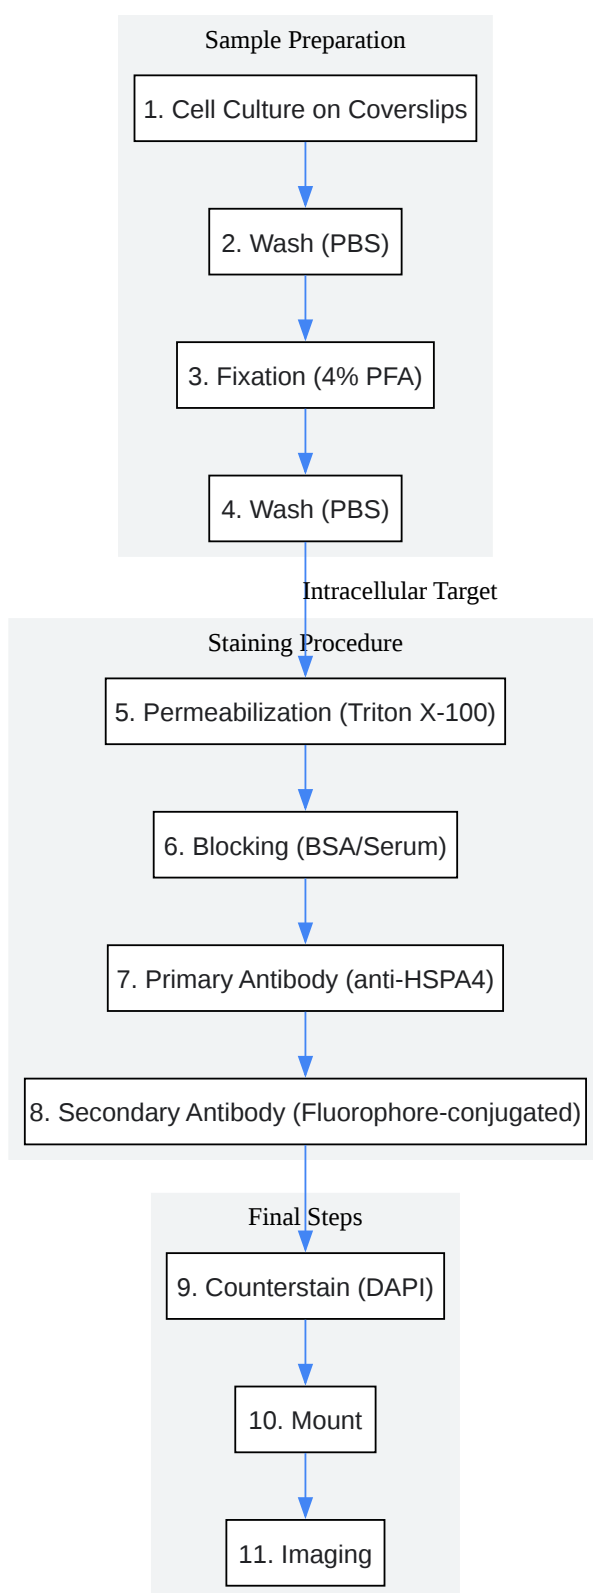 Sample Preparation
1. Cell Culture on Coverslips
2. Wash (PBS)
3. Fixation (4% PFA)
4. Wash (PBS)
Intracellular Target
Staining Procedure
5. Permeabilization (Triton X-100)
6. Blocking (BSA/Serum)
7. Primary Antibody (anti-HSPA4)
8. Secondary Antibody (Fluorophore-conjugated)
Final Steps
9. Counterstain (DAPI)
10. Mount
11. Imaging